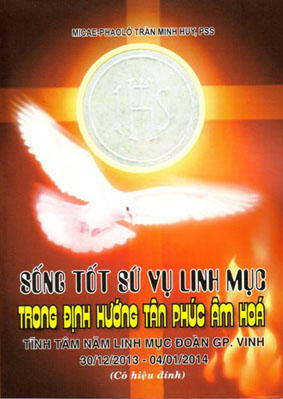 MICAE-PHAOLÔ TRẦN MINH HUY, PSS
IHS
SỐNG TỐT SỨ VỤ LINH MỤC
TRONG ĐỊNH HƯỚNG TÂN PHÚC ÂM HOÁ
TĨNH TÂM NĂM LINH MỤC ĐOÀN GP. VINH
30/12/2013 - 04/01/2014
(Có hiệu đính)